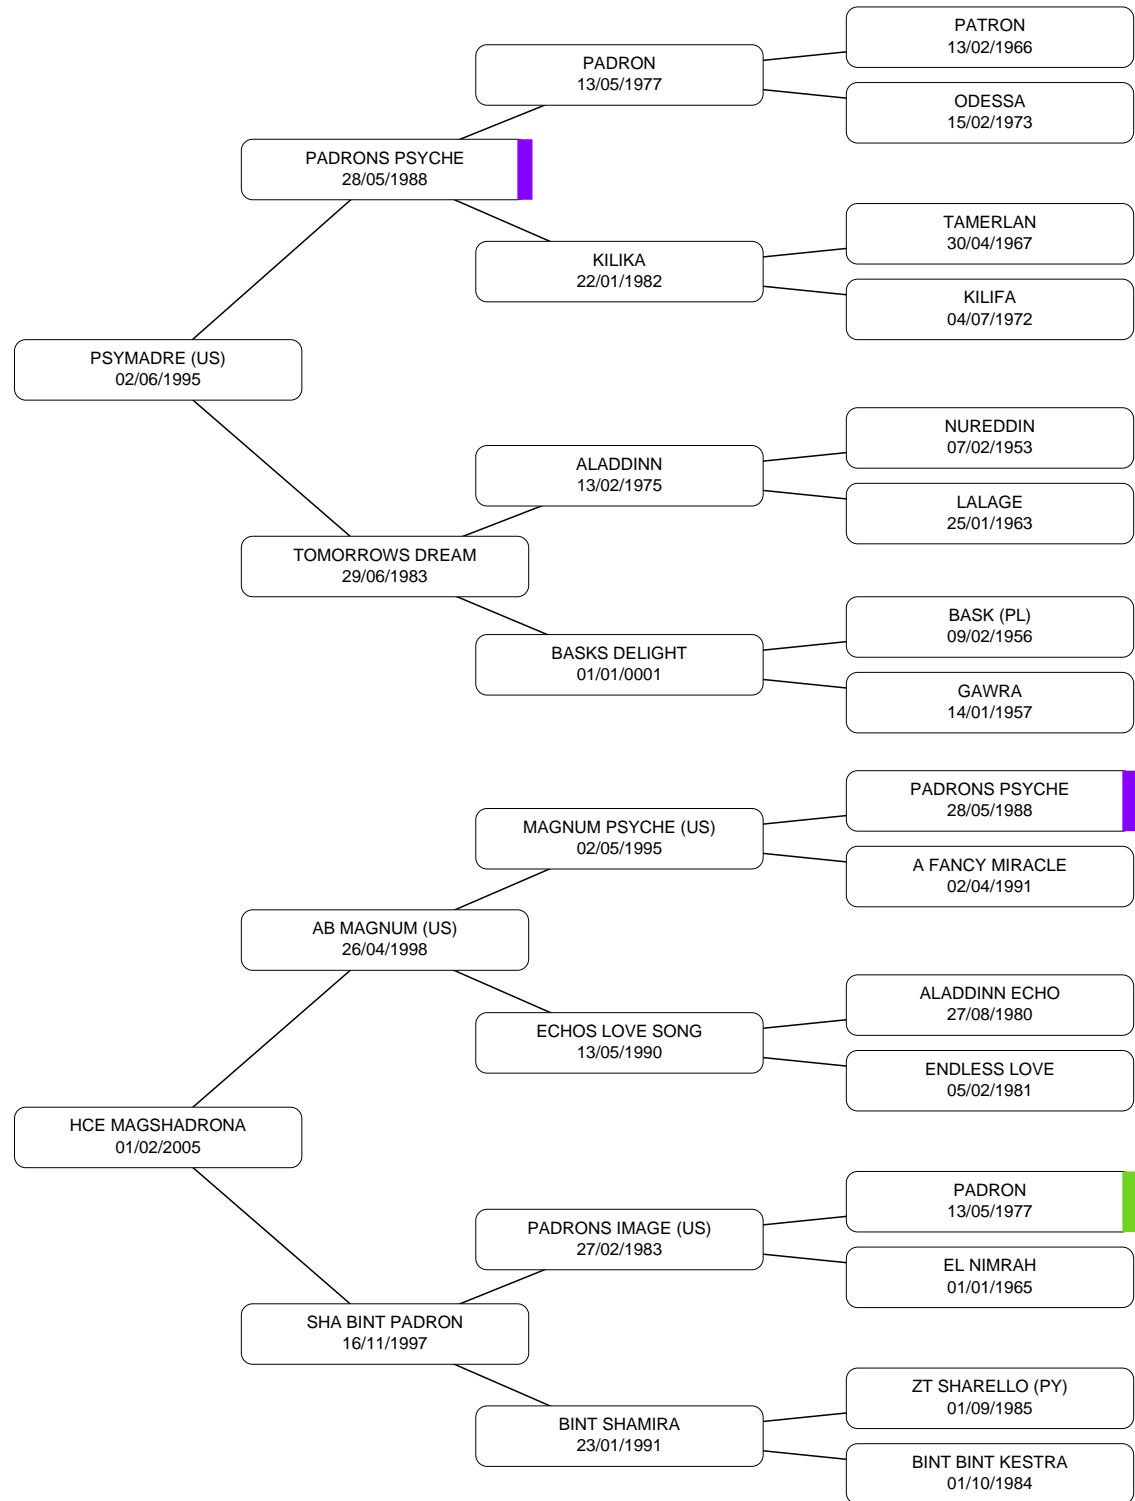 PATRON
13/02/1966
PADRON
13/05/1977
ODESSA
15/02/1973
PADRONS PSYCHE
28/05/1988
TAMERLAN
30/04/1967
KILIKA
22/01/1982
KILIFA
04/07/1972
PSYMADRE (US)
02/06/1995
NUREDDIN
07/02/1953
ALADDINN
13/02/1975
LALAGE
25/01/1963
TOMORROWS DREAM
29/06/1983
BASK (PL)
09/02/1956
BASKS DELIGHT
01/01/0001
GAWRA
14/01/1957
PADRONS PSYCHE
28/05/1988
MAGNUM PSYCHE (US)
02/05/1995
A FANCY MIRACLE
02/04/1991
AB MAGNUM (US)
26/04/1998
ALADDINN ECHO
27/08/1980
ECHOS LOVE SONG
13/05/1990
ENDLESS LOVE
05/02/1981
HCE MAGSHADRONA
01/02/2005
PADRON
13/05/1977
PADRONS IMAGE (US)
27/02/1983
EL NIMRAH
01/01/1965
SHA BINT PADRON
16/11/1997
ZT SHARELLO (PY)
01/09/1985
BINT SHAMIRA
23/01/1991
BINT BINT KESTRA
01/10/1984